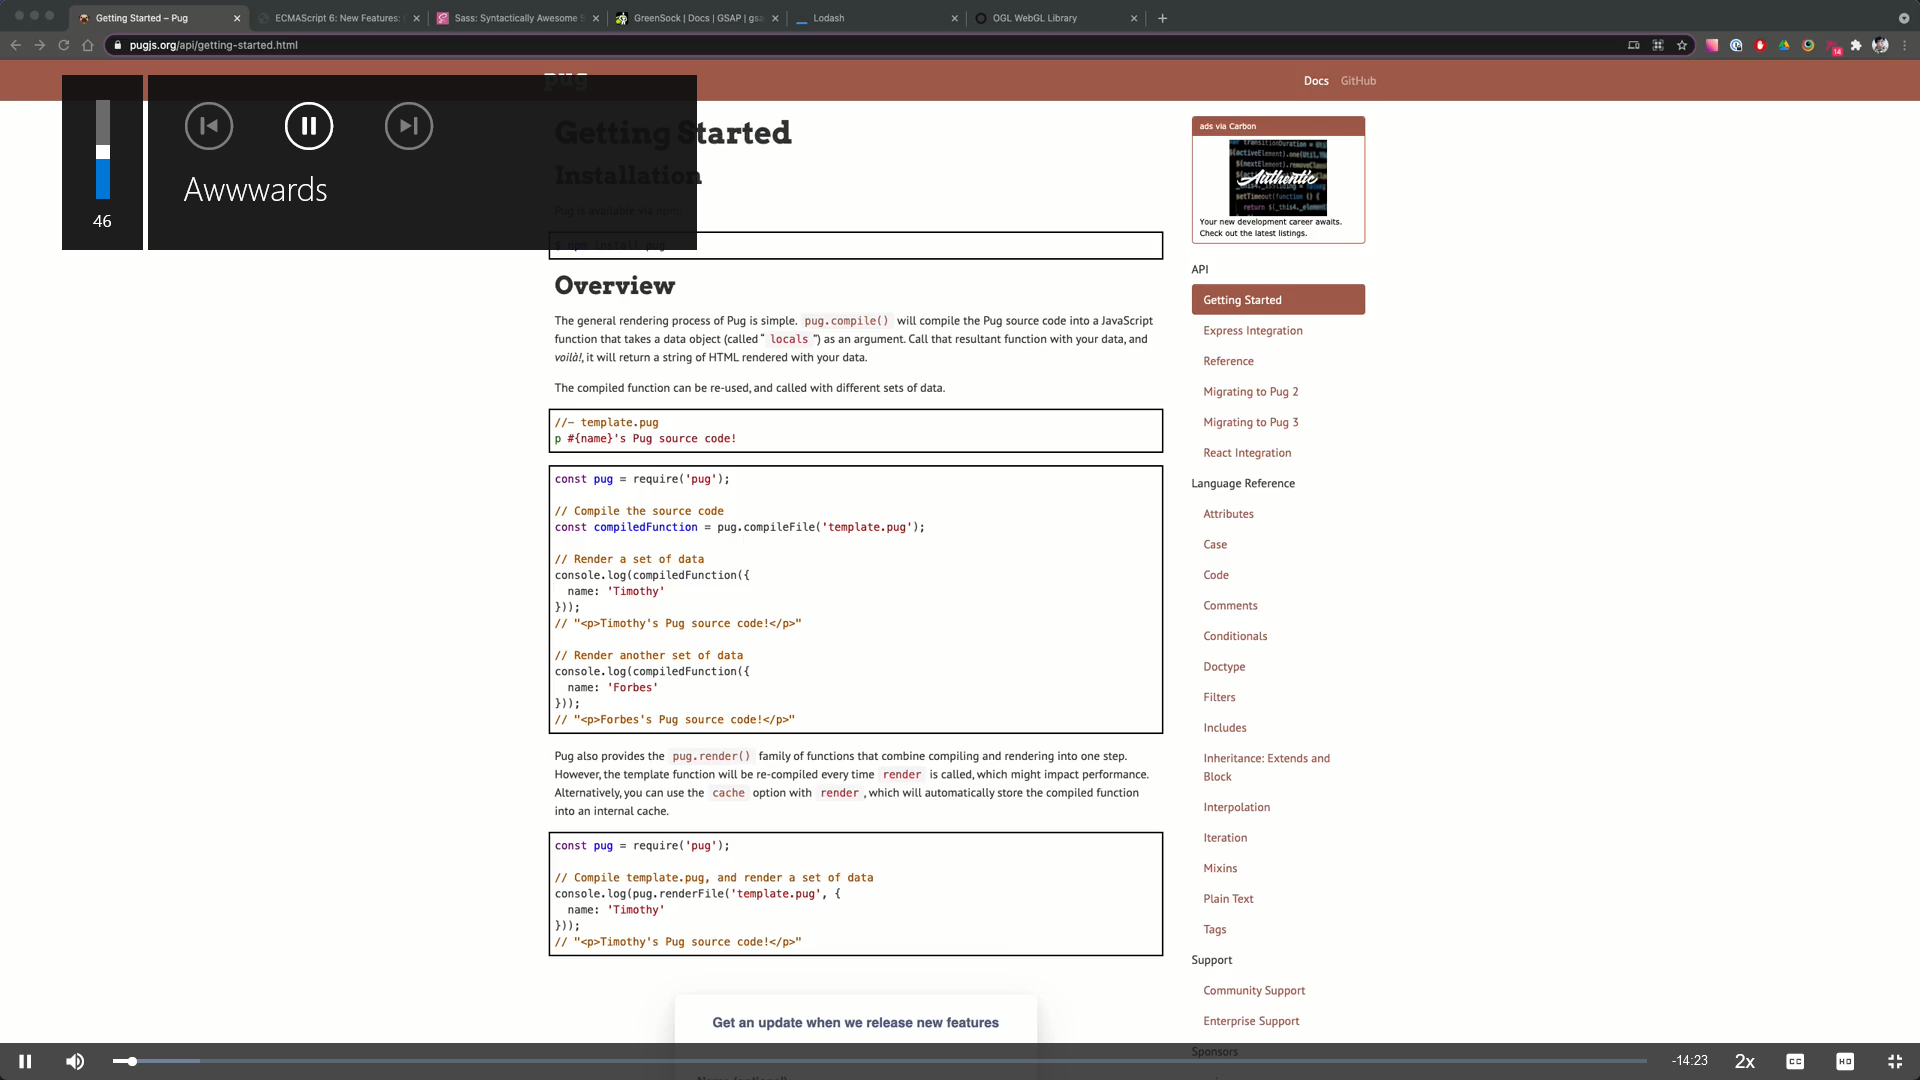 Getting Started – Pug
ECMAScript 6: New Features:
Sass: Syntactically Awesome S
GreenSock | Docs | GSAP | gsa
Lodash
OGL WebGL Library
pugjs.org/api/getting-started.html
14
pug
Docs
GitHub
46
Awwwards
Getting Started
Installation
Pug is available via npm:
$ npm install pug
Overview
The general rendering process of Pug is simple. pug.compile() will compile the Pug source code into a JavaScript
function that takes a data object (called “ locals ”) as an argument. Call that resultant function with your data, and
voilà!, it will return a string of HTML rendered with your data.
The compiled function can be re-used, and called with different sets of data.
//- template.pug
p #{name}'s Pug source code!
const pug = require('pug');
// Compile the source code
const compiledFunction = pug.compileFile('template.pug');
// Render a set of data
console.log(compiledFunction({
name: 'Timothy'
}));
// "<p>Timothy's Pug source code!</p>"
// Render another set of data
console.log(compiledFunction({
name: 'Forbes'
}));
// "<p>Forbes's Pug source code!</p>"
Pug also provides the pug.render() family of functions that combine compiling and rendering into one step.
However, the template function will be re-compiled every time render is called, which might impact performance.
Alternatively, you can use the cache option with render , which will automatically store the compiled function
into an internal cache.
const pug = require('pug');
// Compile template.pug, and render a set of data
console.log(pug.renderFile('template.pug', {
name: 'Timothy'
}));
// "<p>Timothy's Pug source code!</p>"
Get an update when we release new features
ads via Carbon
Authentic
Your new development career awaits.
Check out the latest listings.
API
Getting Started
Express Integration
Reference
Migrating to Pug 2
Migrating to Pug 3
React Integration
Language Reference
Attributes
Case
Code
Comments
Conditionals
Doctype
Filters
Includes
Inheritance: Extends and
Block
Interpolation
Iteration
Mixins
Plain Text
Tags
Support
Community Support
Enterprise Support
Sponsors
-14:23
2x
CC
HD